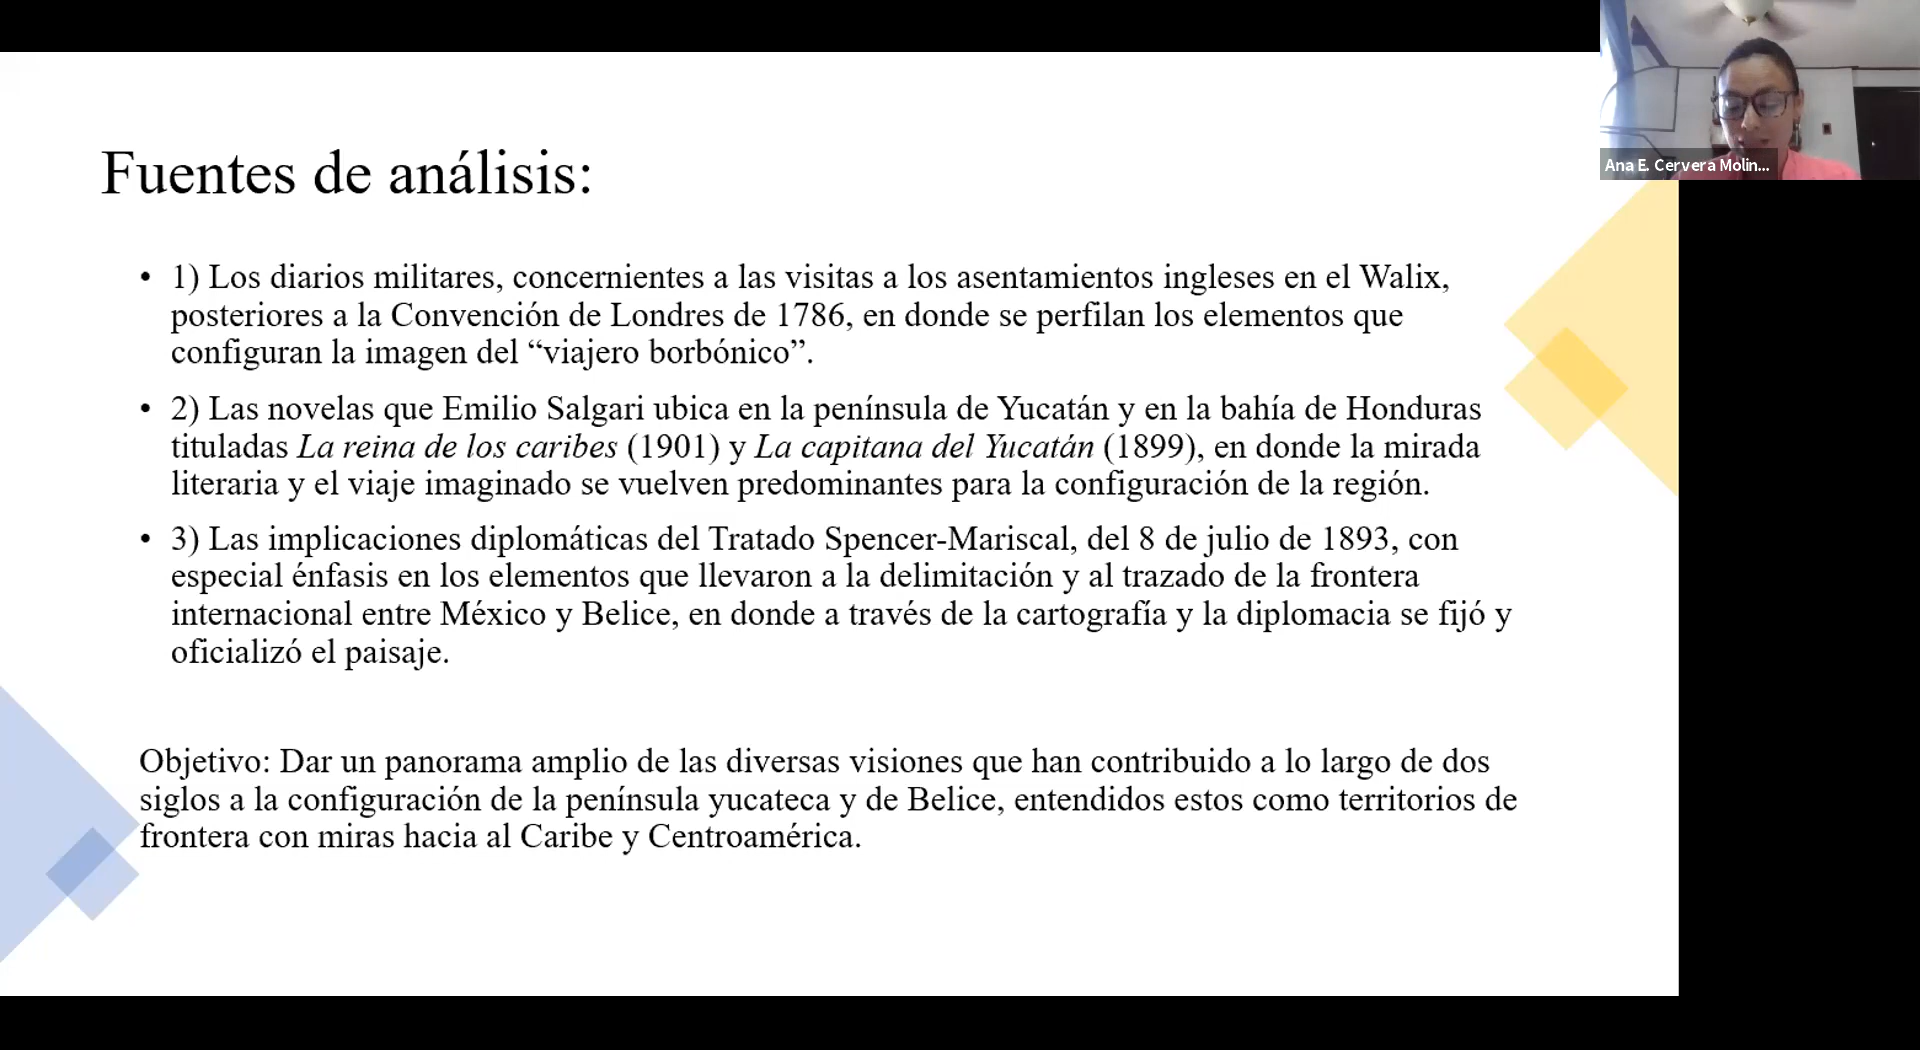 Fuentes de análisis:
• 1) Los diarios militares, concernientes a las visitas a los asentamientos ingleses en el Walix,
posteriores a la Convención de Londres de 1786, en donde se perfilan los elementos que
configuran la imagen del “viajero borbónico”.
• 2) Las novelas que Emilio Salgari ubica en la península de Yucatán y en la bahía de Honduras
tituladas La reina de los caribes (1901) y La capitana del Yucatán (1899), en donde la mirada
literaria y el viaje imaginado se vuelven predominantes para la configuración de la región.
• 3) Las implicaciones diplomáticas del Tratado Spencer-Mariscal, del 8 de julio de 1893, con
especial énfasis en los elementos que llevaron a la delimitación y al trazado de la frontera
internacional entre México y Belice, en donde a través de la cartografía y la diplomacia se fijó y
oficializó el paisaje.
Objetivo: Dar un panorama amplio de las diversas visiones que han contribuido a lo largo de dos
siglos a la configuración de la península yucateca y de Belice, entendidos estos como territorios de
frontera con miras hacia al Caribe y Centroamérica.
Ana E. Cervera Molin...